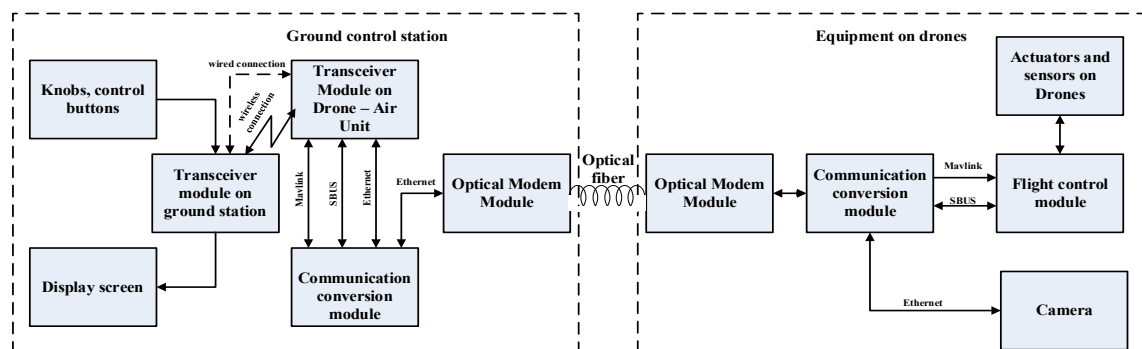 Ground control station
Knobs, control
buttons
wired connection
wireless
connection
Transceiver
Module on
Drone – Air
Unit
Transceiver
module on
ground station
Display screen
Mavlink
SBUS
Ethernet
Ethernet
Communication
conversion
module
Optical Modem
Module
Optical
fiber
Equipment on drones
Optical Modem
Module
Communication
conversion
module
Mavlink
SBUS
Actuators and
sensors on
Drones
Flight control
module
Ethernet
Camera